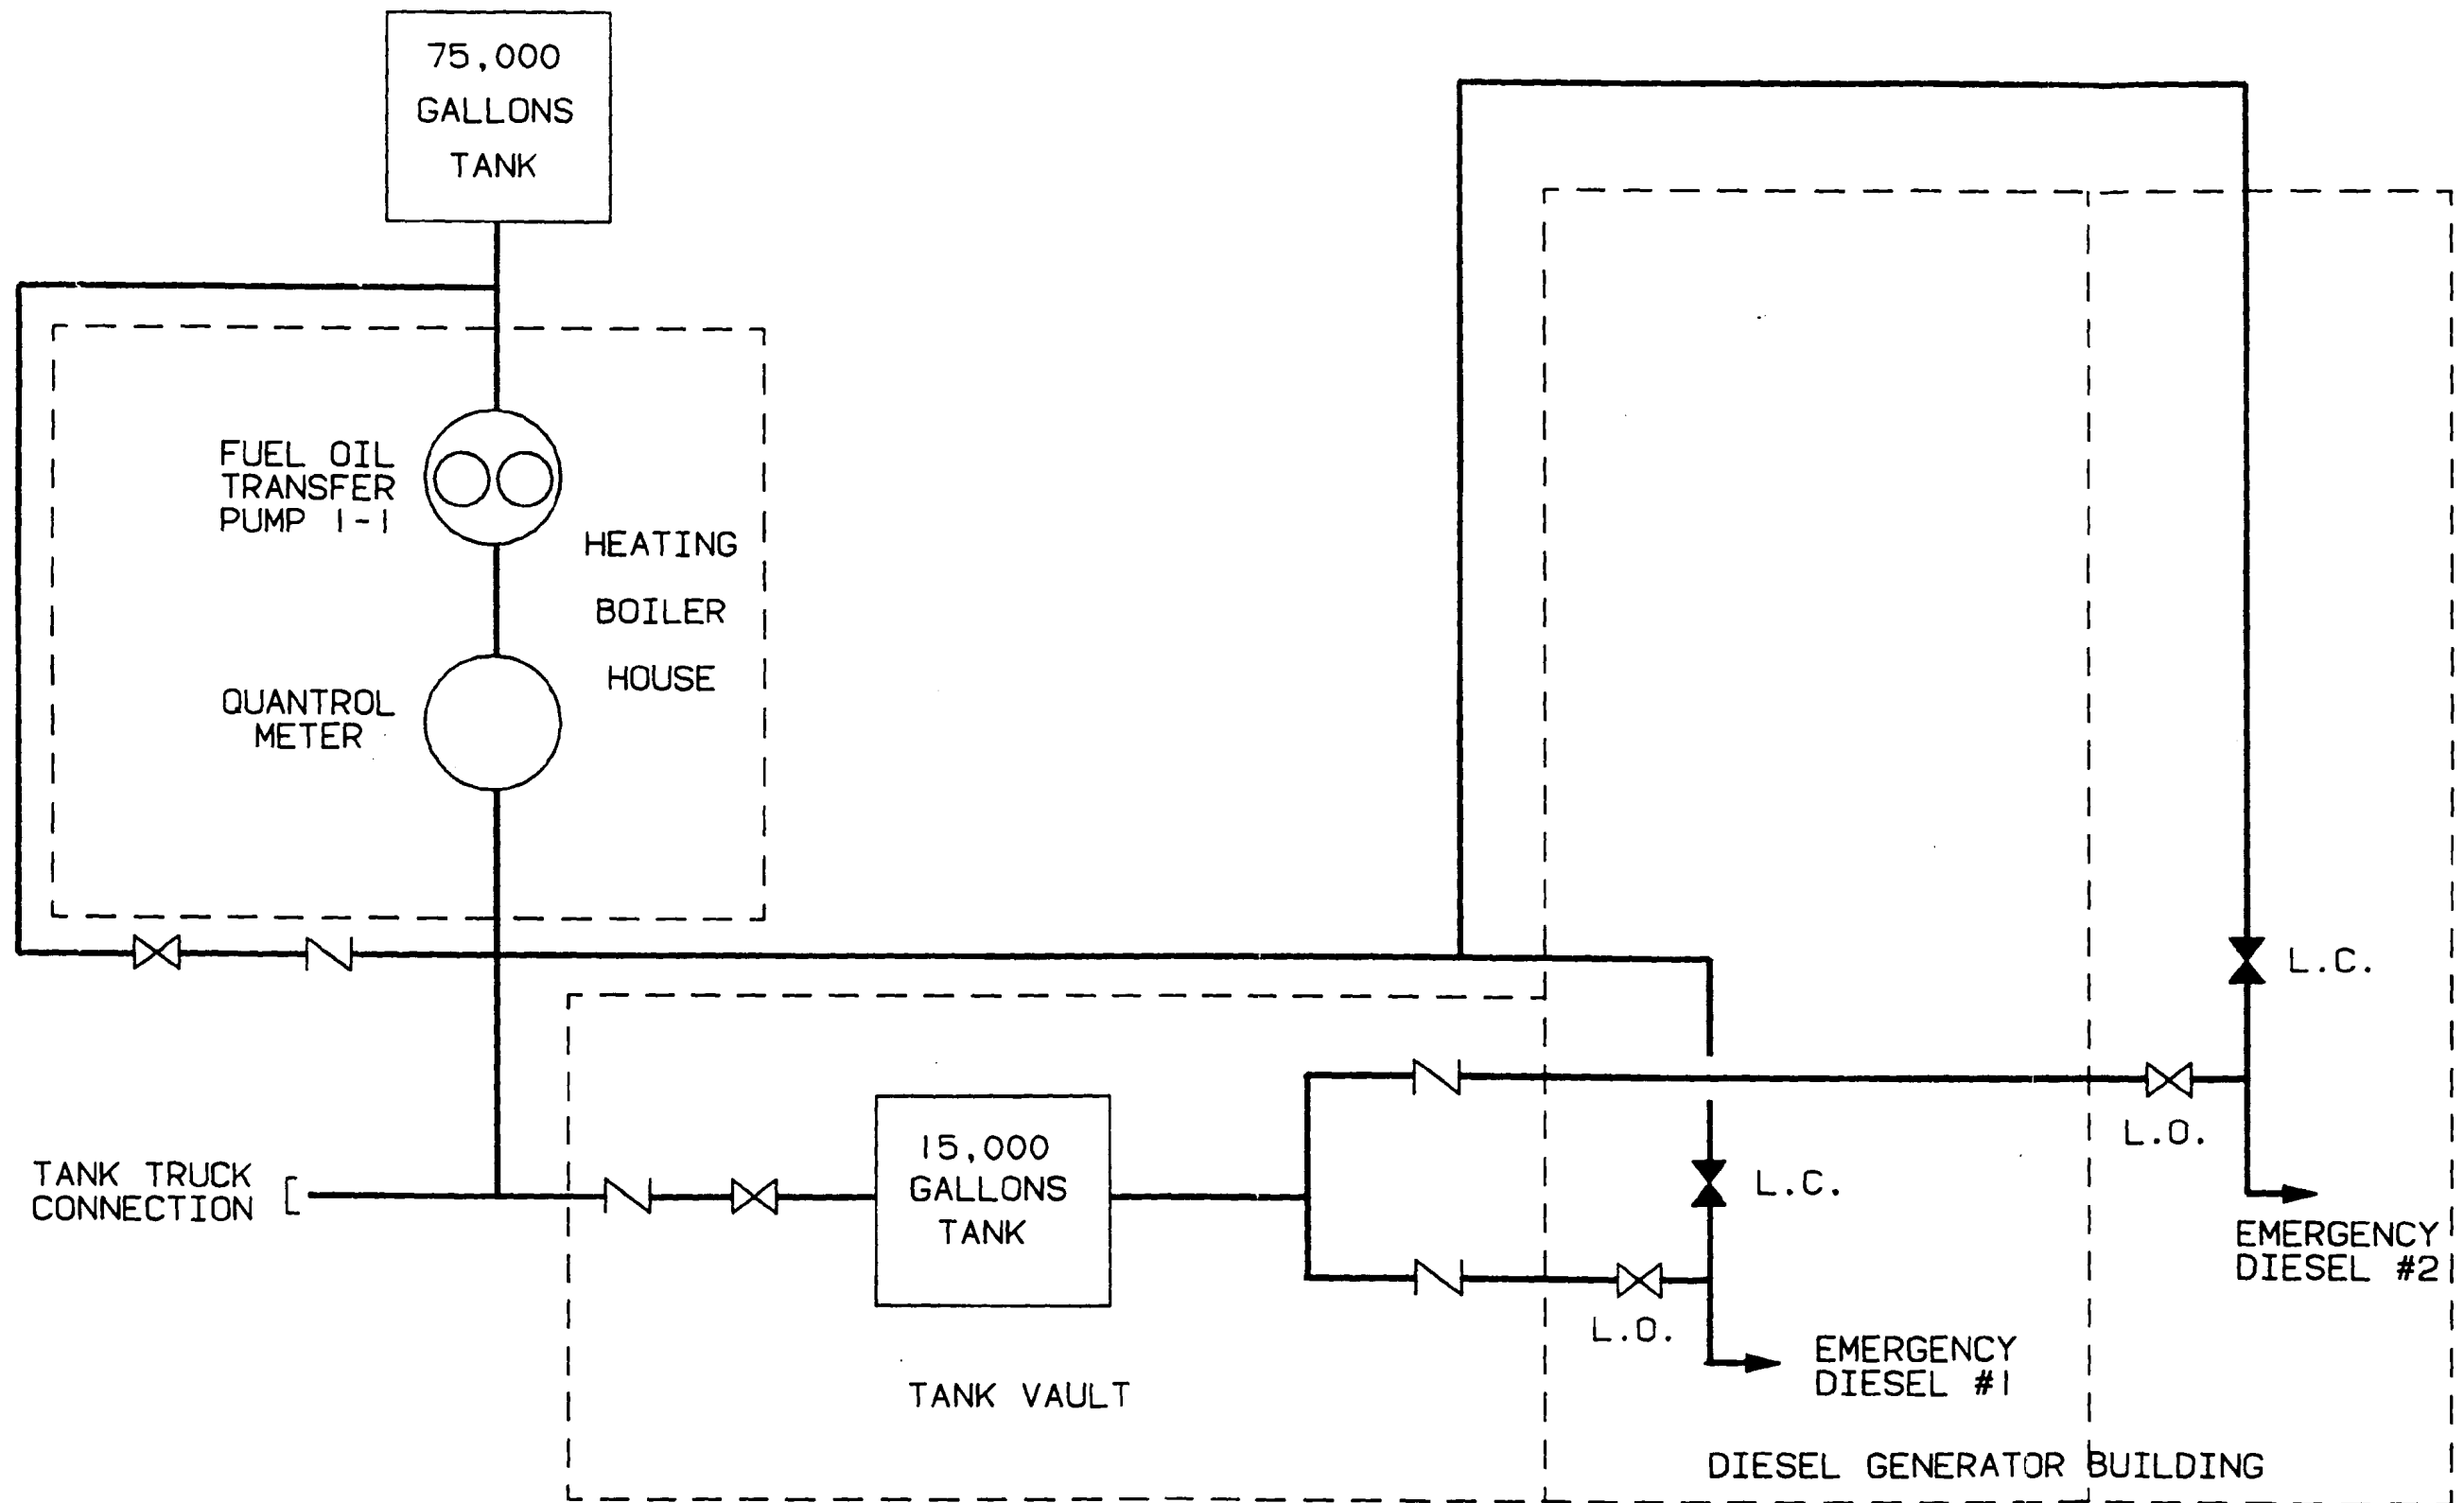 75,000
GALLONS
TANK
FUEL OIL
TRANSFER
PUMP 1-1
HEATING
BOILER
HOUSE
QUANTROL
METER
L.C.
TANK TRUCK
CONNECTION
15,000
GALLONS
TANK
L.O.
L.C.
EMERGENCY
DIESEL #2
L.O.
EMERGENCY
DIESEL #1
TANK VAULT
DIESEL GENERATOR BUILDING